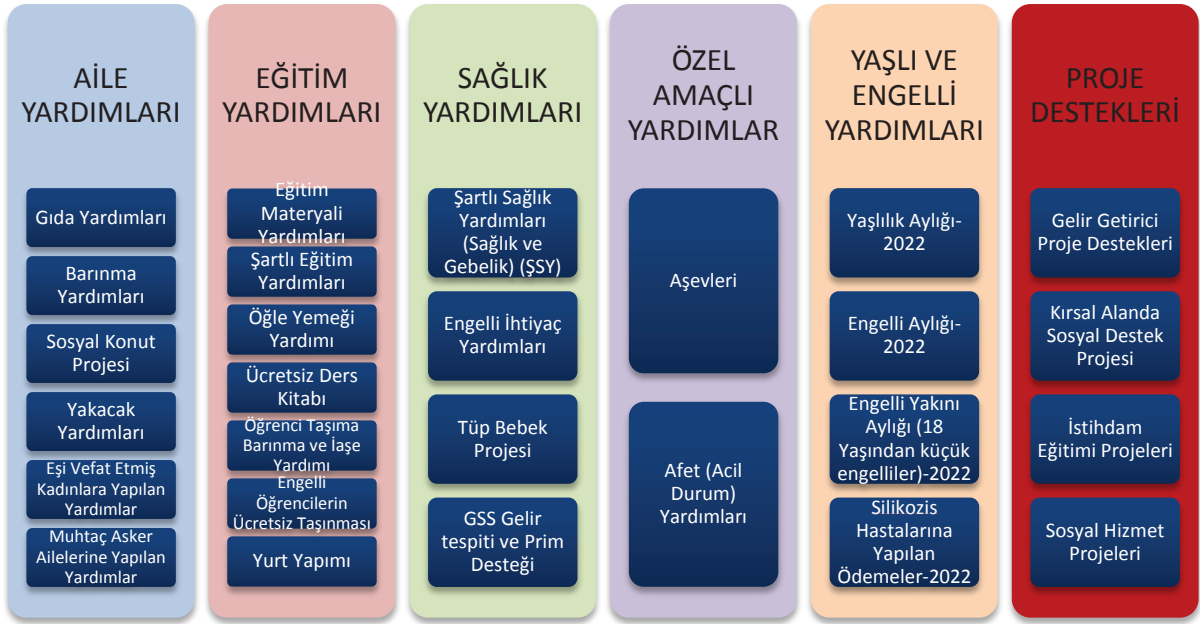 AİLE
YARDIMLARI
Gıda Yardımları
Barınma
Yardımları
Sosyal Konut
Projesi
Yakacak
Yardımları
Eşi Vefat Etmiş
Kadınlara Yapılan
Yardımlar
Muhtaç Asker
Ailelerine Yapılan
Yardımlar
EĞİTİM
YARDIMLARI
Eğitim
Materyali
Yardımları
Şartlı Eğitim
Yardımları
Öğle Yemeği
Yardımı
Ücretsiz Ders
Kitabı
Öğrenci Taşıma
Barınma ve İaşe
Yardımı
Engelli
Öğrencilerin
Ücretsiz Taşınması
Yurt Yapımı
SAĞLIK
YARDIMLARI
Şartlı Sağlık
Yardımları
(Sağlık ve
Gebelik) (ŞSY)
Engelli İhtiyaç
Yardımları
Tüp Bebek
Projesi
GSS Gelir
tespiti ve Prim
Desteği
ÖZEL
AMAÇLI
YARDIMLAR
Aşevleri
Afet (Acil
Durum)
Yardımları
YAŞLI VE
ENGELLİ
YARDIMLARI
Yaşlılık Aylığı-
2022
Engelli Aylığı-
2022
Engelli Yakını
Aylığı (18
Yaşından küçük
engelliler)-2022
Silikozis
Hastalarına
Yapılan
Ödemeler-2022
PROJE
DESTEKLERİ
Gelir Getirici
Proje Destekleri
Kırsal Alanda
Sosyal Destek
Projesi
İstihdam
Eğitimi Projeleri
Sosyal Hizmet
Projeleri